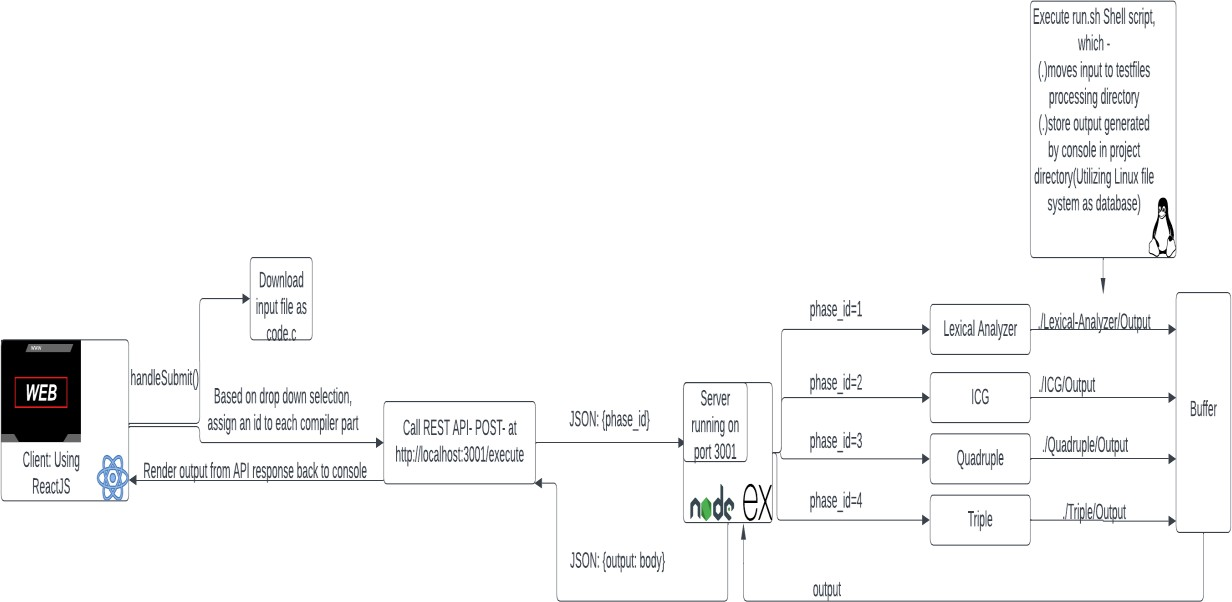 Execute run.sh Shell script,
which -
(.)moves input to testfiles
processing directory
(.)store output generated
by console in project
directory(Utilizing Linux file
system as database)
Download
input file as
code.c
www
WEB
Client: Using
ReactJS
handleSubmit()
Based on drop down selection,
assign an id to each compiler part
Render output from API response back to console
Call REST API- POST- at
http://localhost:3001/execute
JSON: {phase_id}
JSON: {output: body}
Server
running on
port 3001
node
ex
phase_id=1
Lexical Analyzer
./Lexical-Analyzer/Output
phase_id=2
ICG
./ICG/Output
phase_id=3
Quadruple
./Quadruple/Output
phase_id=4
Triple
./Triple/Output
Buffer
output